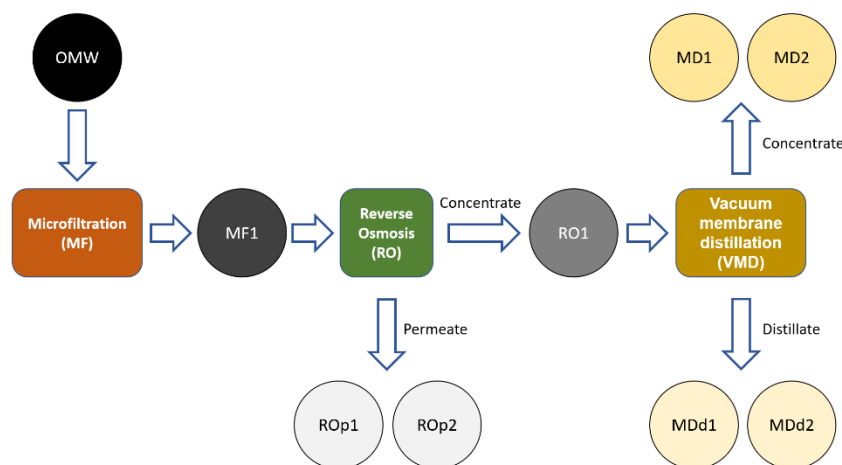 OMW
MD1
MD2
Concentrate
Microfiltration
(MF)
MF1
Reverse
Osmosis
(RO)
Concentrate
RO1
Vacuum
membrane
distillation
(VMD)
Permeate
Distillate
ROp1
ROp2
MDd1
MDd2